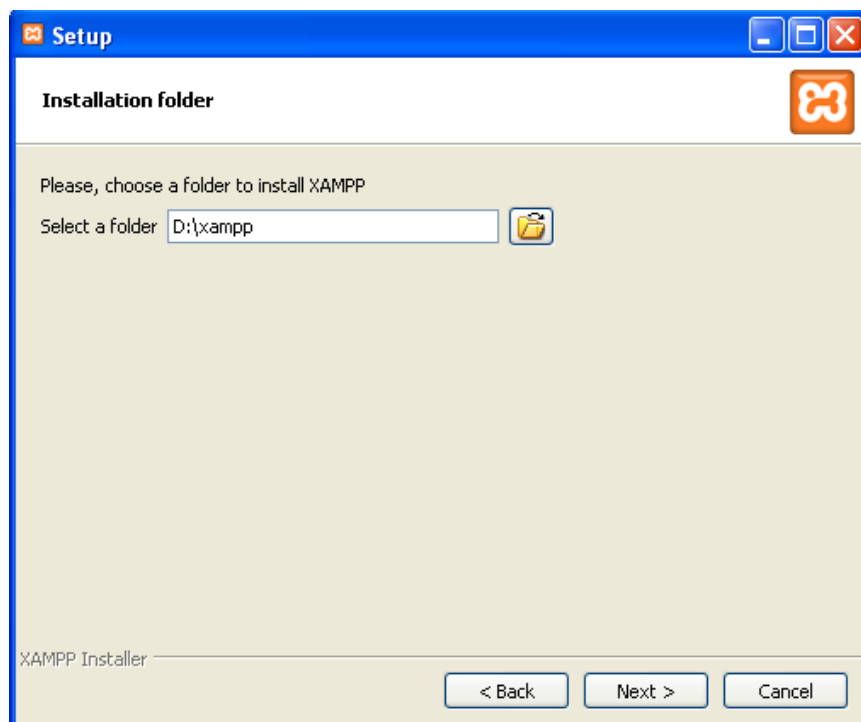 Setup
Installation folder
Please, choose a folder to install XAMPP
Select a folder D:\xampp
XAMPP Installer
< Back Next > Cancel